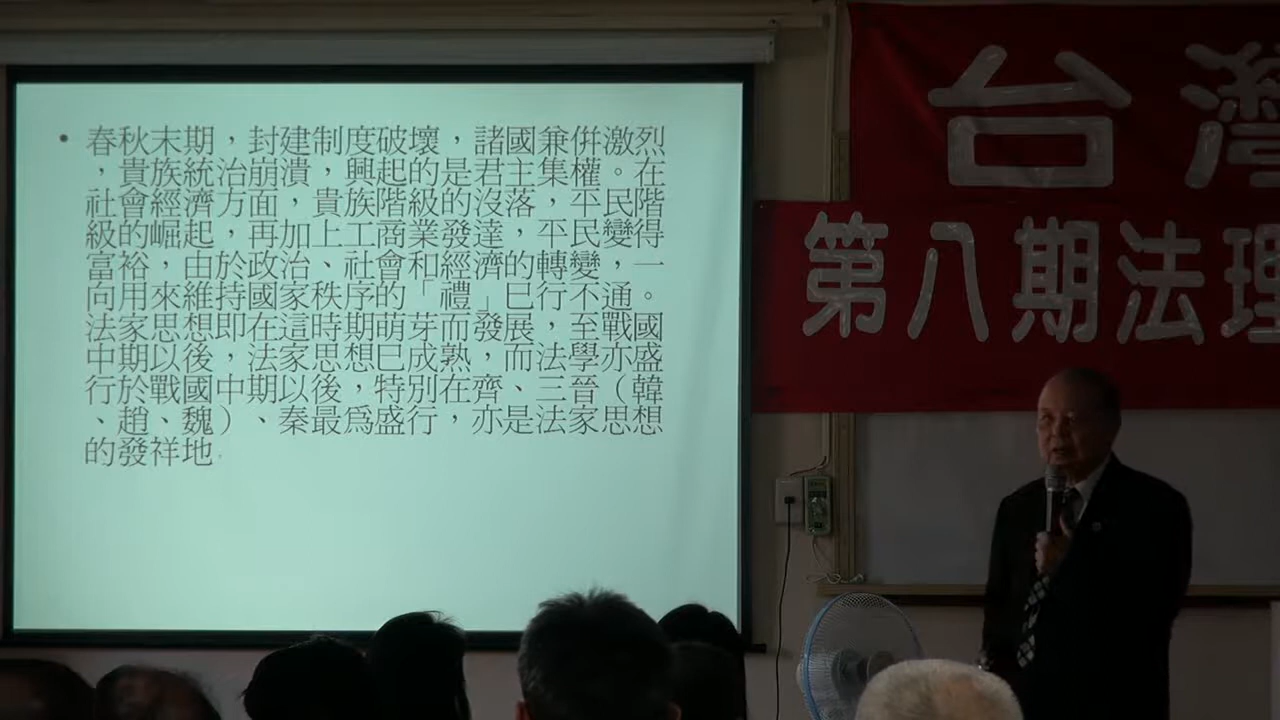 • 春秋末期，封建制度破壞，諸國兼併激烈
，貴族統治崩潰，興起的是君主集權。在
社會經濟方面，貴族階級的沒落，平民階
級的崛起，再加上工商業發達，平民變得
富裕，由於政治、社會和經濟的轉變，一
向用來維持國家秩序的「禮」已行不通。
法家思想即在這時期萌芽而發展，至戰國
中期以後，法家思想已成熟，而法學亦盛
行於戰國中期以後，特別在齊、三晉（韓
、趙、魏）、秦最為盛行，亦是法家思想
的發祥地
台灣
第八期法理